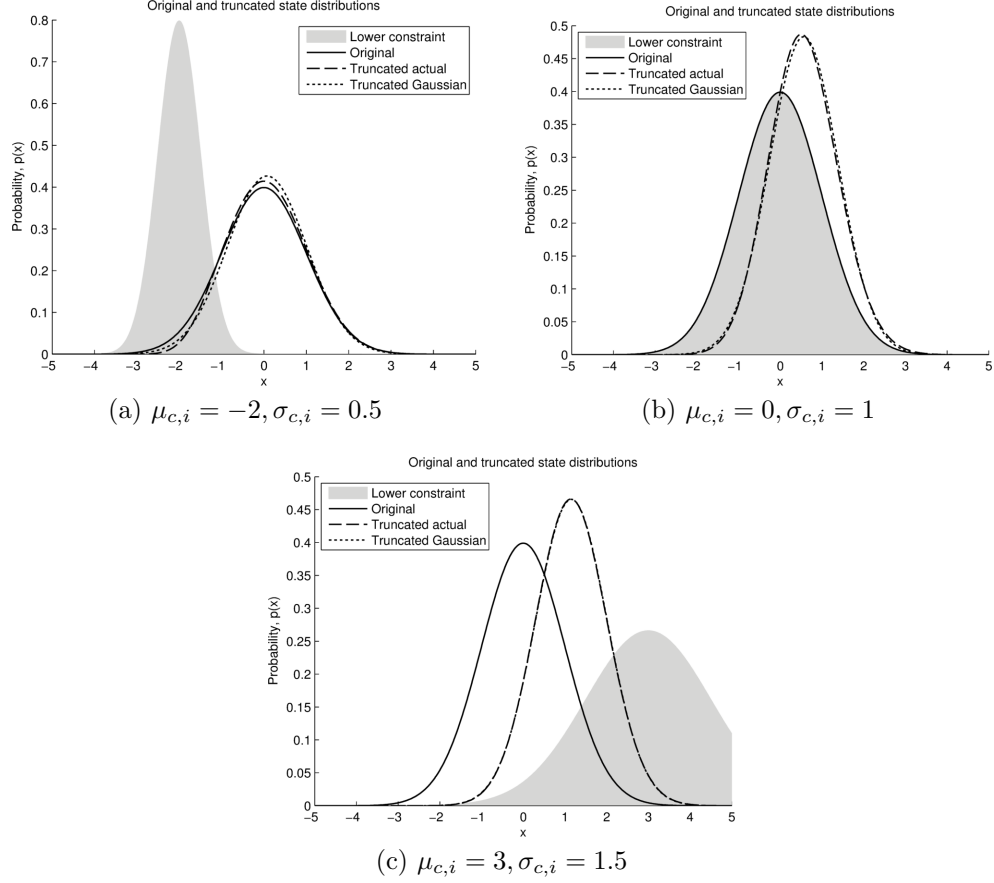 Original and truncated state distributions
0.8
0.7
0.6
0.5
0.4
0.3
0.2
0.1
0
Probability, p(x)
Lower constraint
Original
Truncated actual
Truncated Gaussian
−5 −4 −3 −2 −1 0 1 2 3 4 5
x
(a) μc,i = −2, σc,i = 0.5
Original and truncated state distributions
0.5
0.45
0.4
0.35
0.3
0.25
0.2
0.15
0.1
0.05
0
Probability, p(x)
Lower constraint
Original
Truncated actual
Truncated Gaussian
−5 −4 −3 −2 −1 0 1 2 3 4 5
x
(b) μc,i = 0, σc,i = 1
Original and truncated state distributions
0.5
0.45
0.4
0.35
0.3
0.25
0.2
0.15
0.1
0.05
0
Probability, p(x)
Lower constraint
Original
Truncated actual
Truncated Gaussian
−5 −4 −3 −2 −1 0 1 2 3 4 5
x
(c) μc,i = 3, σc,i = 1.5